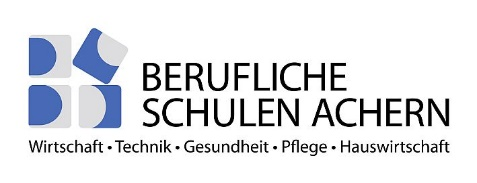 BERUFLICHE
SCHULEN ACHERN
Wirtschaft • Technik • Gesundheit • Pflege • Hauswirtschaft